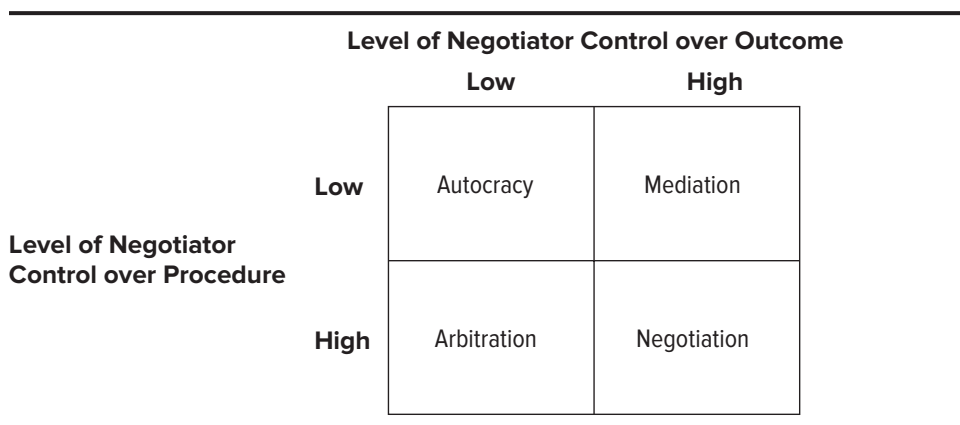 Level of Negotiator Control over Outcome
Low High
Low Autocracy Mediation
Level of Negotiator
Control over Procedure
High Arbitration Negotiation